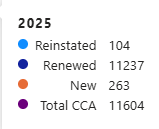 2025
Reinstated 104
Renewed 11237
New 263
Total CCA 11604